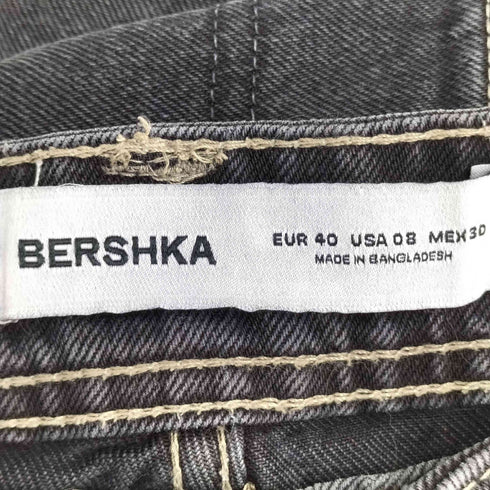 BERSHKA
EUR 40 USA 08 MEX 30
MADE IN BANGLADESH